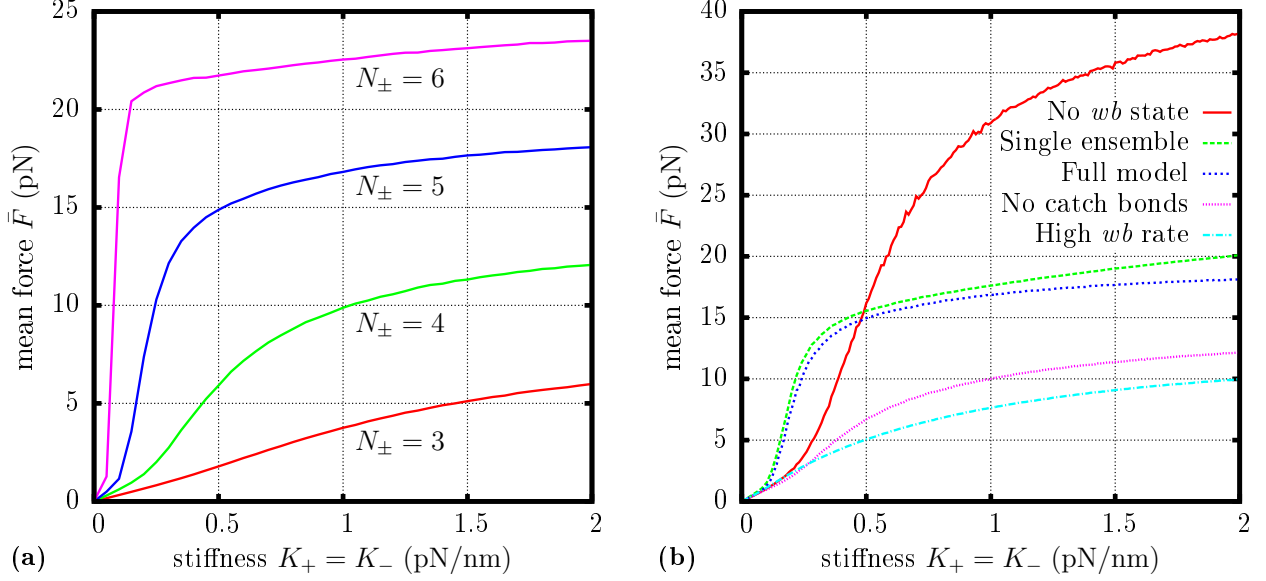 mean force F̄ (pN)
25
20
15
10
5
0
N± = 6
N± = 5
N± = 4
N± = 3
0 0.5 1 1.5 2
(a) stiffness K+ = K− (pN/nm)
mean force F̄ (pN)
40
35
30
25
20
15
10
5
0
No wb state
Single ensemble
Full model
No catch bonds
High wb rate
0 0.5 1 1.5 2
(b) stiffness K+ = K− (pN/nm)